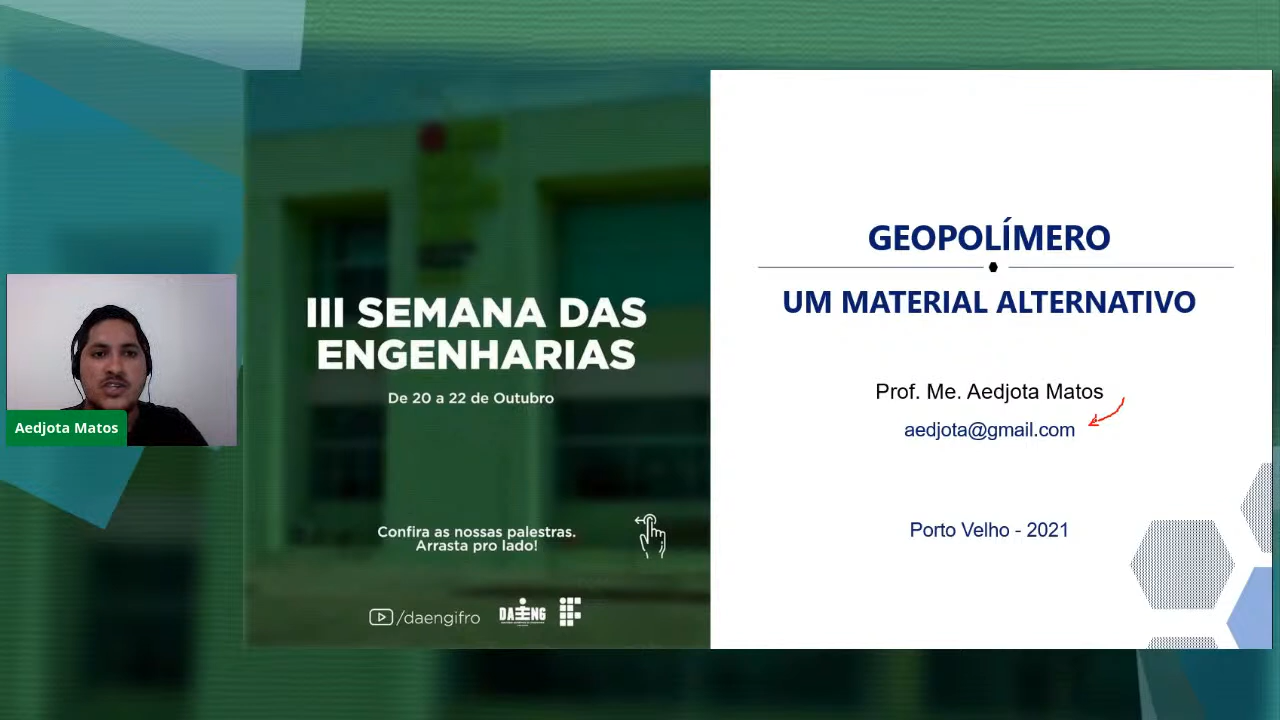 Aedjota Matos
III SEMANA DAS
ENGENHARIAS
De 20 a 22 de Outubro
Confira as nossas palestras.
Arrasta pro lado!
/daengifro
DAENG
GEOPOLÍMERO
UM MATERIAL ALTERNATIVO
Prof. Me. Aedjota Matos
aedjota@gmail.com
Porto Velho - 2021